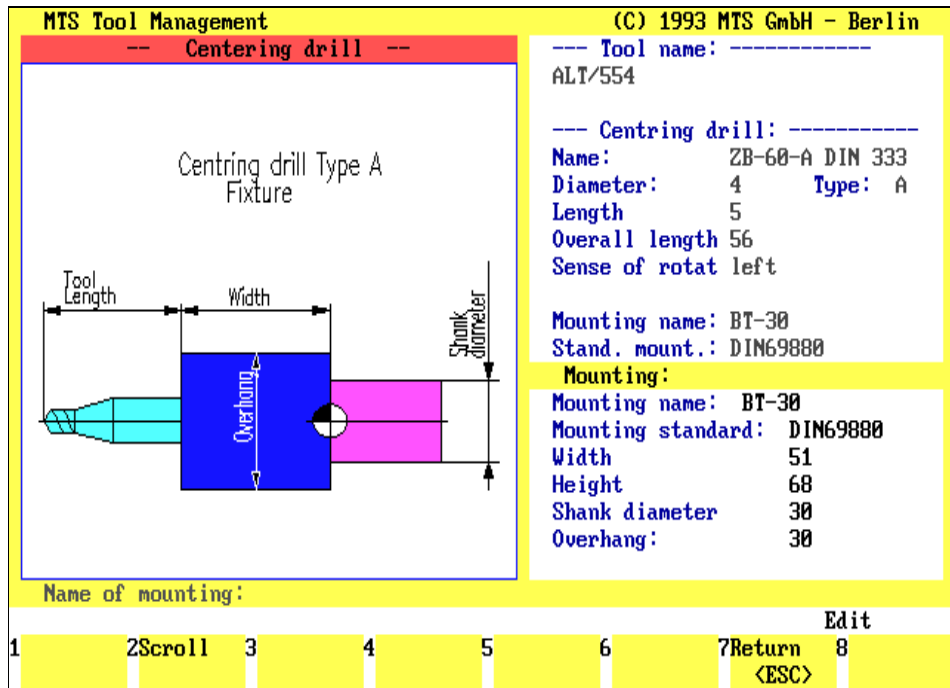 MTS Tool Management (C) 1993 MTS GmbH - Berlin
-- Centering drill --
Centring drill Type A
Fixture
Tool
Length
Width
Overhang
Shank
diameter
--- Tool name: ------------
ALT/554
--- Centring drill: -----------
Name: ZB-60-A DIN 333
Diameter: 4 Type: A
Length 5
Overall length 56
Sense of rotat left
Mounting name: BT-30
Stand. mount.: DIN69880
Mounting:
Mounting name: BT-30
Mounting standard: DIN69880
Width 51
Height 68
Shank diameter 30
Overhang: 30
Name of mounting:
Edit
1 2Scroll 3 4 5 6 7Return 8
<ESC>